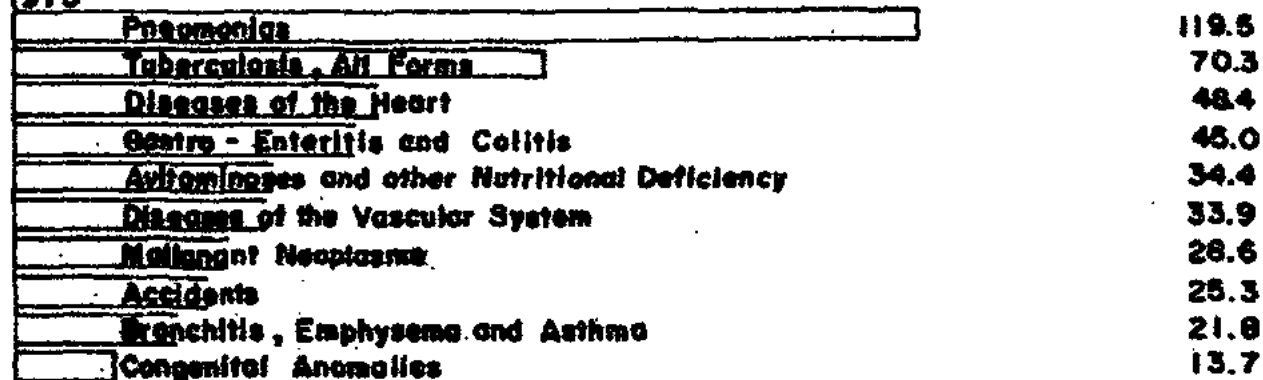 Pneumonias 119.5
Tuberculosis, All Forms 70.3
Diseases of the Heart 48.4
Gastro - Enteritis and Colitis 45.0
Avitaminoses and other Nutritional Deficiency 34.4
Diseases of the Vascular System 33.9
Malignant Neoplasms 28.6
Accidents 25.3
Bronchitis, Emphysema and Asthma 21.8
Congenital Anomalies 13.7